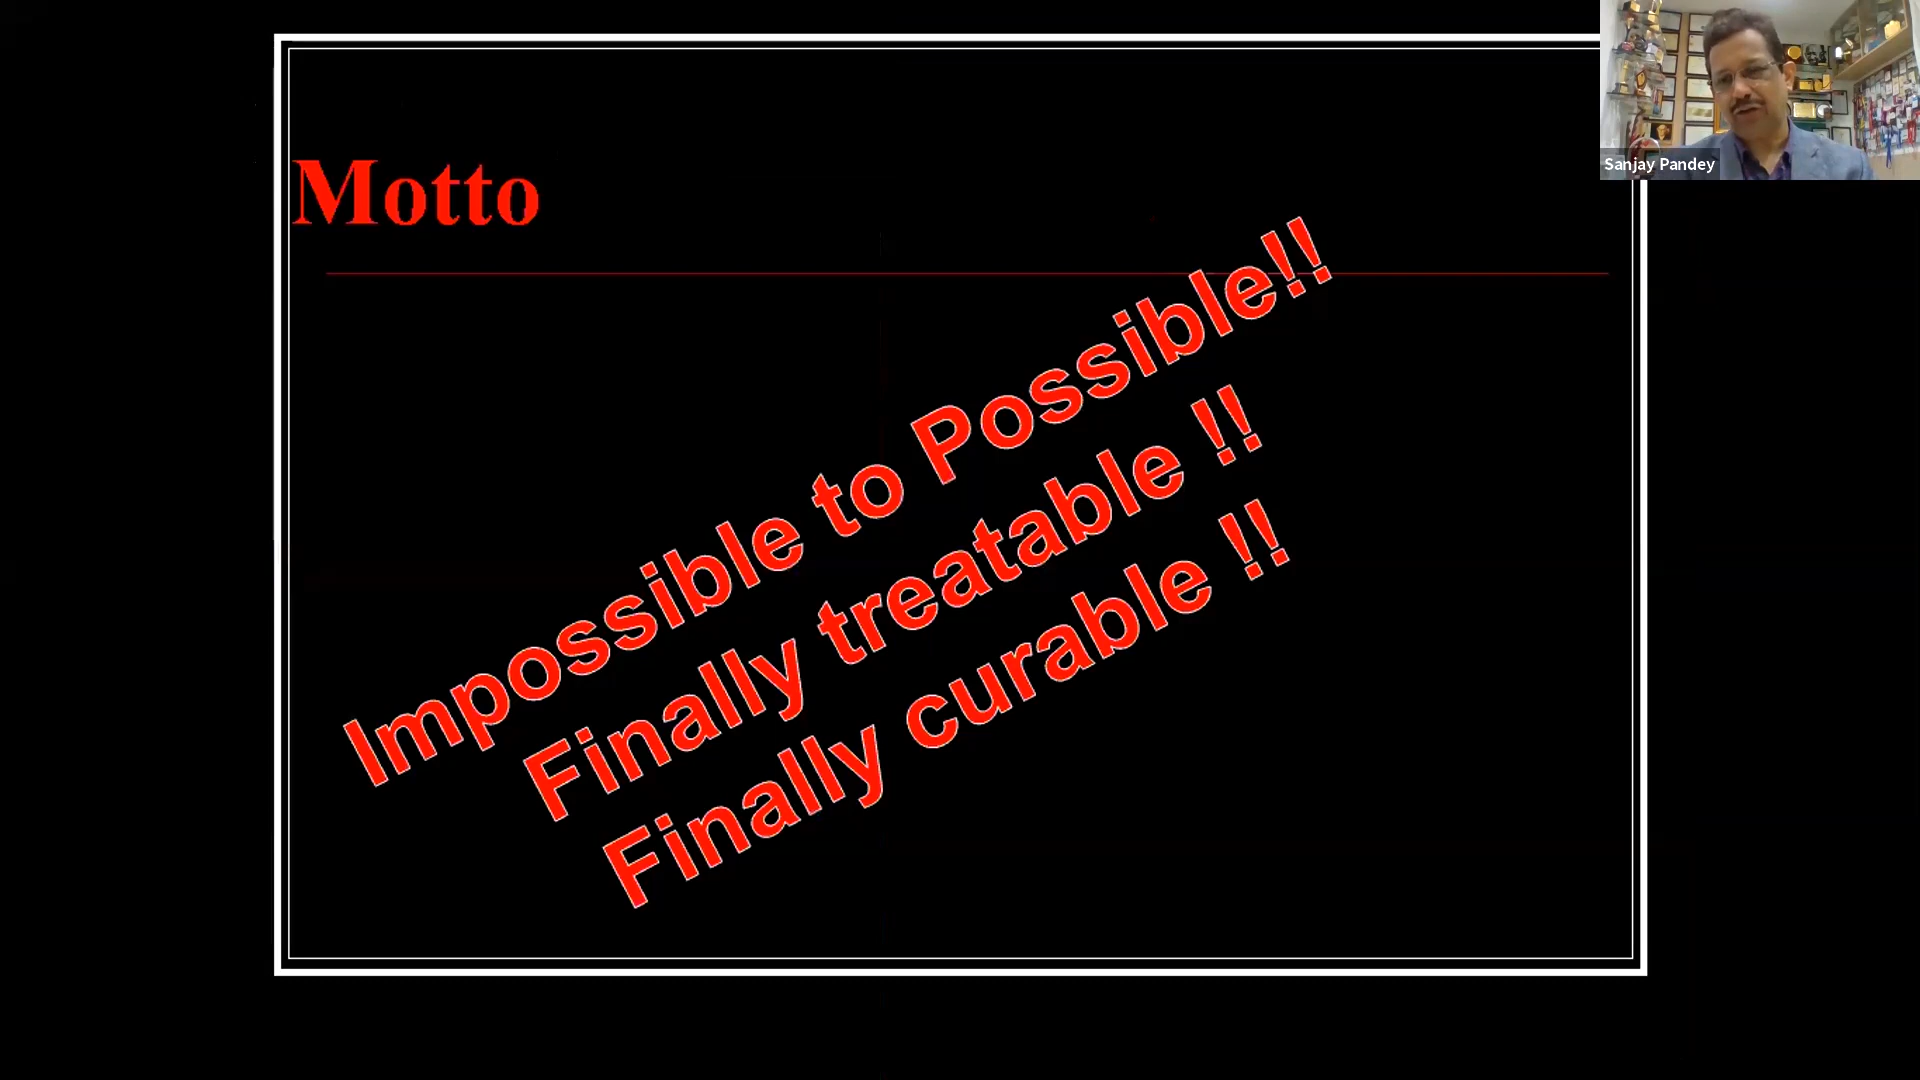 Sanjay Pandey
Motto
Impossible to Possible!!
Finally treatable !!
Finally curable !!